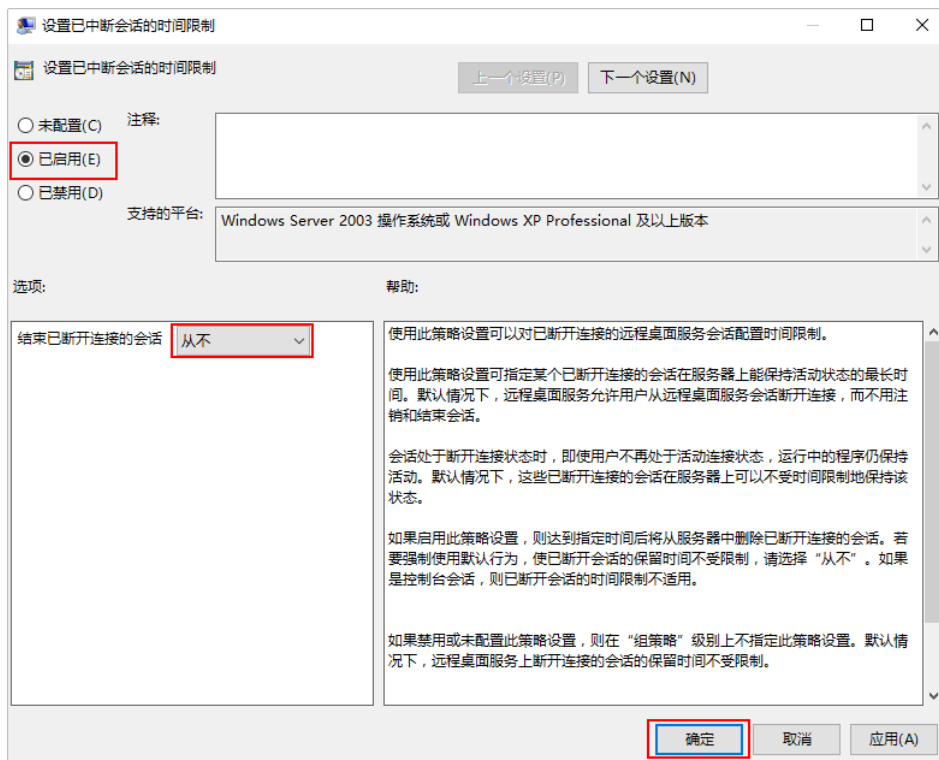 设置已中断会话的时间限制
设置已中断会话的时间限制
上一个设置(P)
下一个设置(N)
未配置(C)
注释:
已启用(E)
已禁用(D)
支持的平台:
Windows Server 2003 操作系统或 Windows XP Professional 及以上版本
选项:
帮助:
结束已断开连接的会话
从不
使用此策略设置可以对已断开连接的远程桌面服务会话配置时间限制。
使用此策略设置可指定某个已断开连接的会话在服务器上能保持活动状态的最长时
间。默认情况下，远程桌面服务允许用户从远程桌面服务会话断开连接，而不用注
销和结束会话。
会话处于断开连接状态时，即使用户不再处于活动连接状态，运行中的程序仍保持
活动。默认情况下，这些已断开连接的会话在服务器上可以不受时间限制地保持该
状态。
如果启用此策略设置，则达到指定时间后将从服务器中删除已断开连接的会话。若
要强制使用默认行为，使已断开会话的保留时间不受限制，请选择“从不”。如果
是控制台会话，则已断开会话的时间限制不适用。
如果禁用或未配置此策略设置，则在“组策略”级别上不指定此策略设置。默认情
况下，远程桌面服务上断开连接的会话的保留时间不受限制。
确定
取消
应用(A)